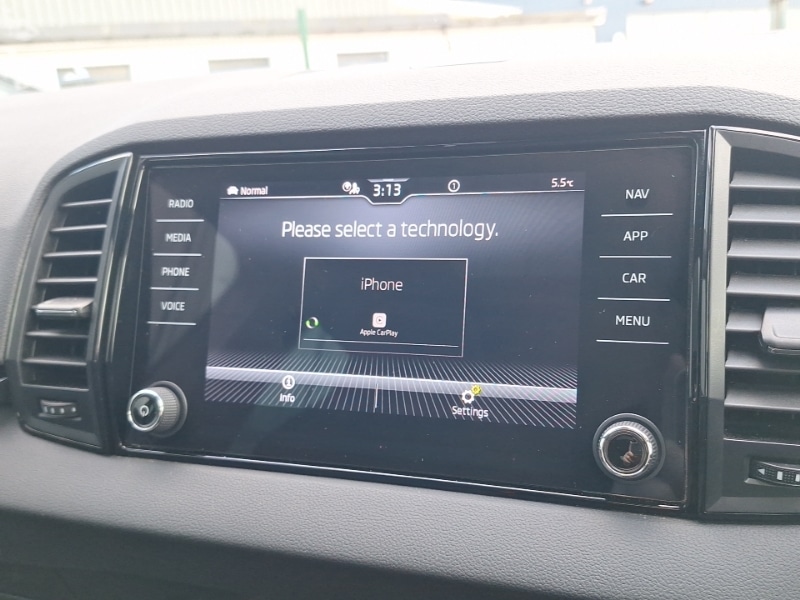 Normal
3:13
5.5°C
RADIO
MEDIA
PHONE
VOICE
Please select a technology.
iPhone
Apple CarPlay
Info
Settings
NAV
APP
CAR
MENU